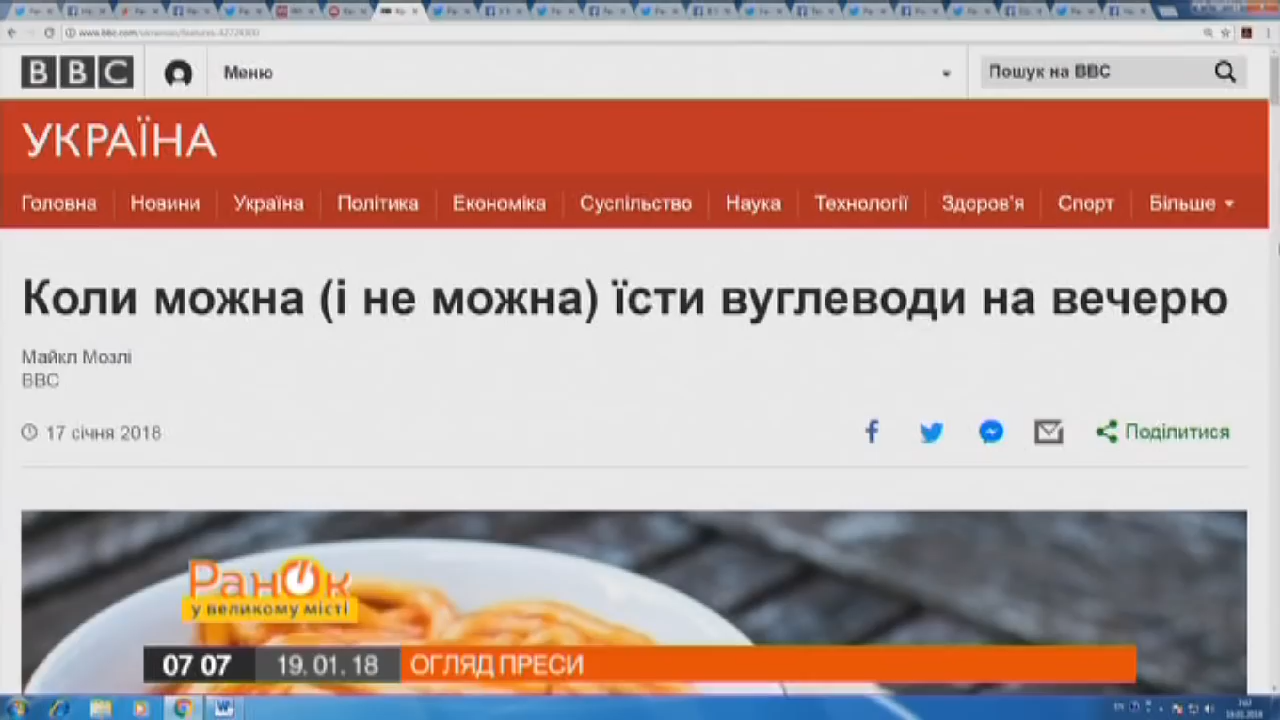 BBC
Меню
Пошук на BBC
УКРАЇНА
Головна Новини Україна Політика Економіка Суспільство Наука Технології Здоров'я Спорт Більше
Коли можна (і не можна) їсти вуглеводи на вечерю
Майкл Мозлі
BBC
17 січня 2018
Поділитися
Ранок
у великому місті
07 07 19. 01. 18 ОГЛЯД ПРЕСИ